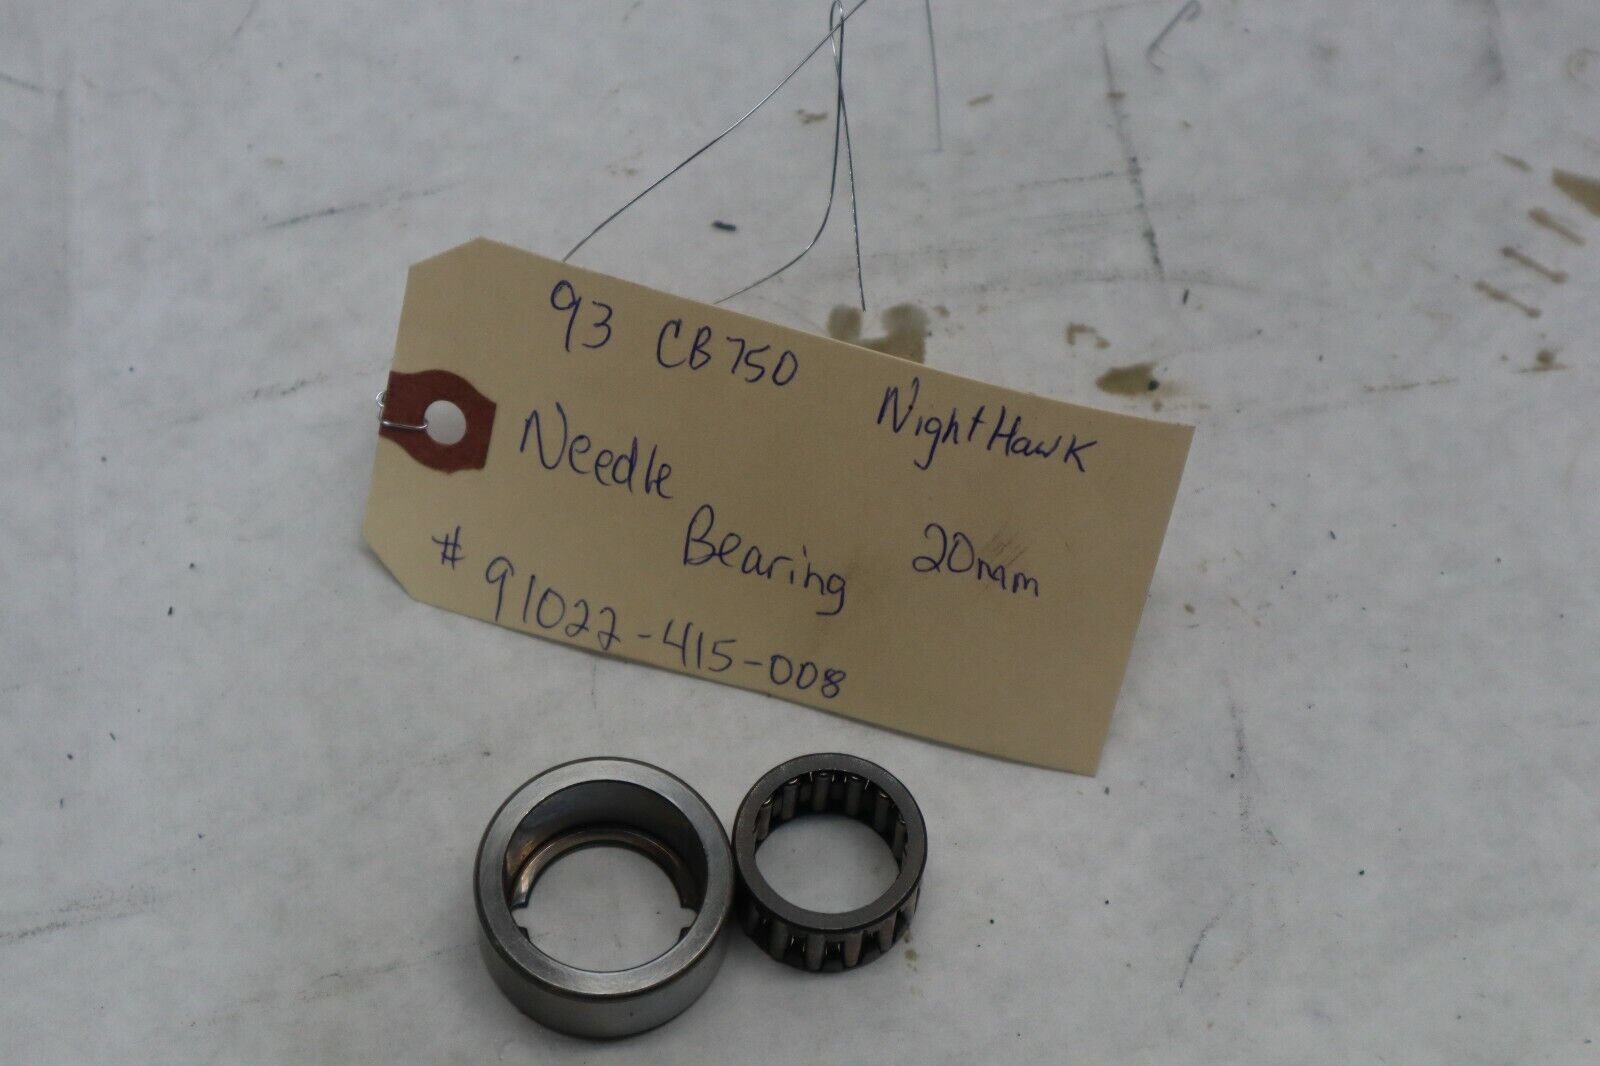 93 CB750 NightHawk
Needle Bearing 20mm
# 91022-415-008